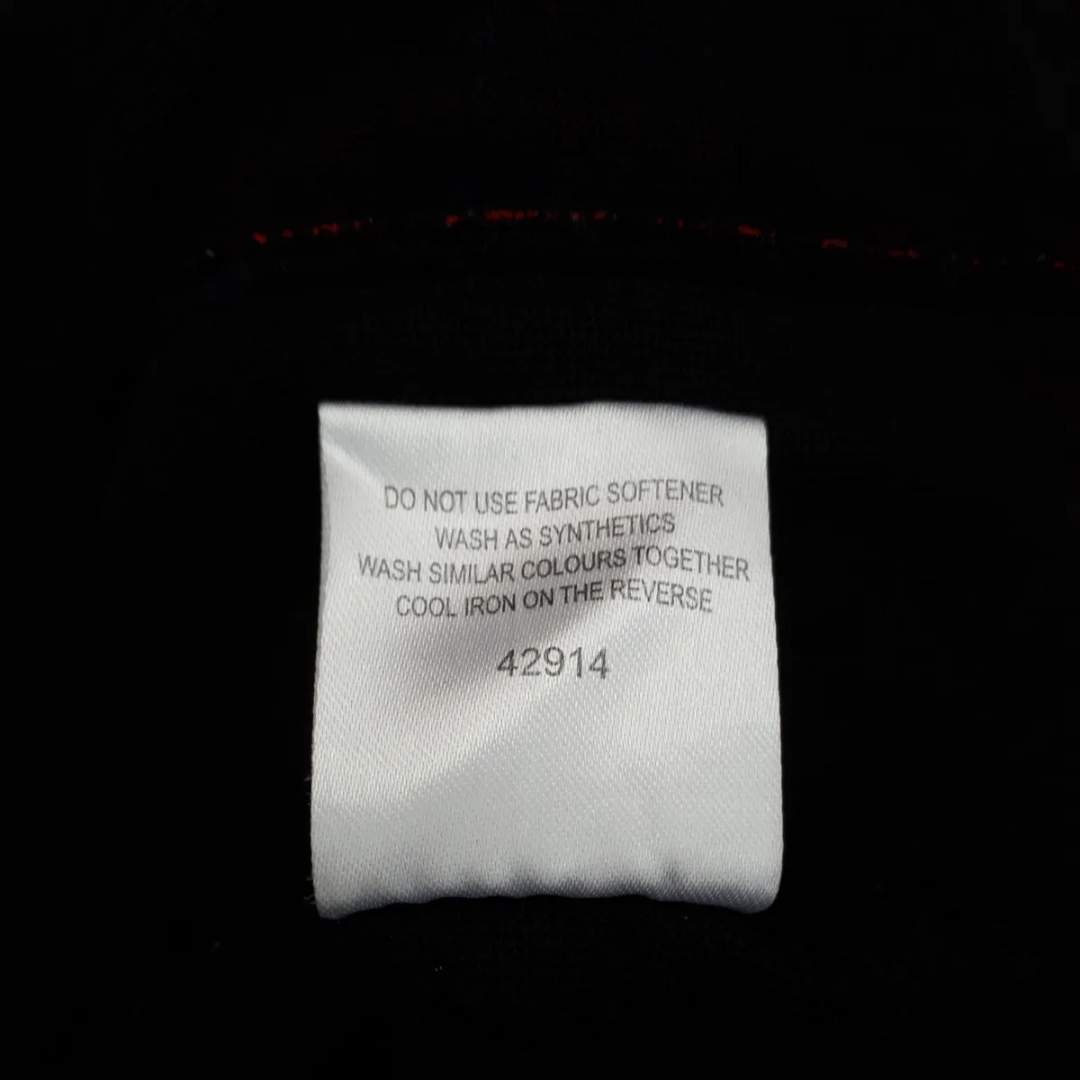 DO NOT USE FABRIC SOFTENER
WASH AS SYNTHETICS
WASH SIMILAR COLOURS TOGETHER
COOL IRON ON THE REVERSE
42914